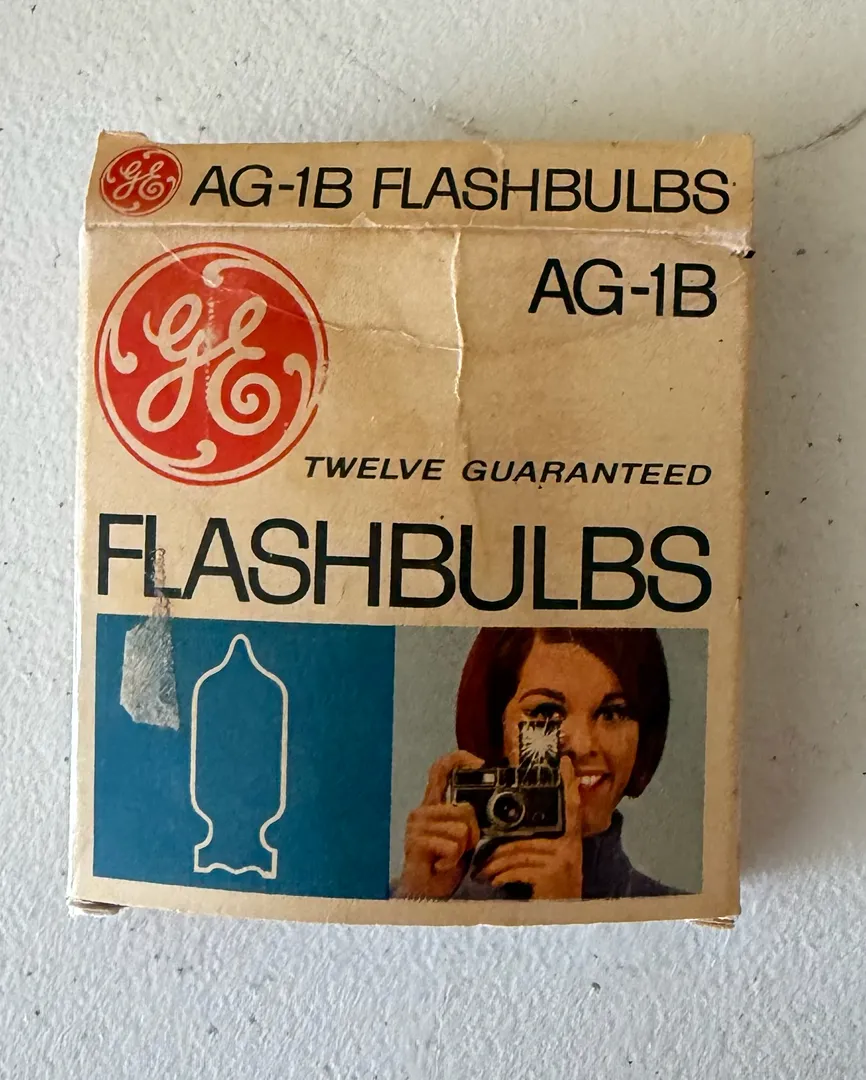 GE AG-1B FLASHBULBS
AG-1B
GE
TWELVE GUARANTEED
FLASHBULBS